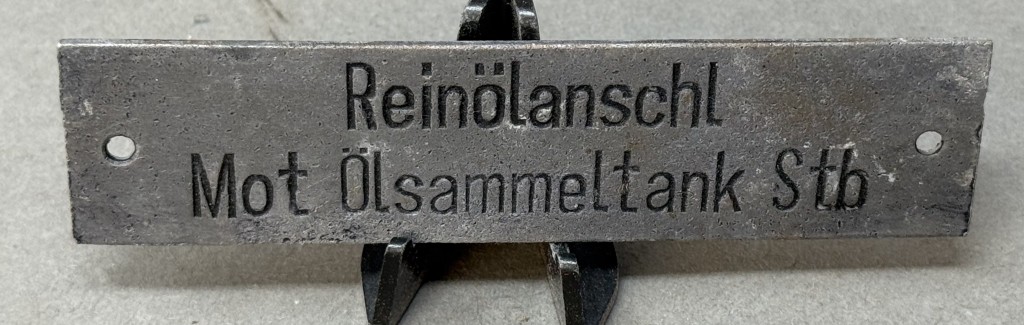 Reinölanschl
Mot Ölsammeltank Stb